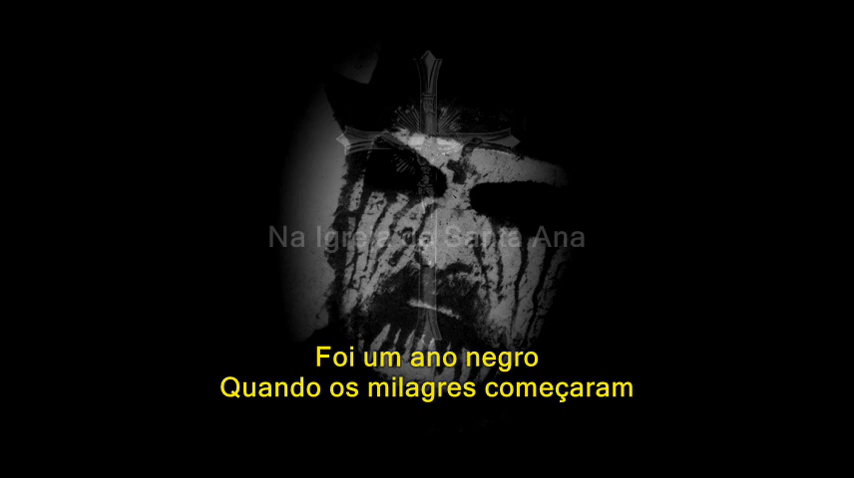 Na Igreja de Santa Ana
Foi um ano negro
Quando os milagres começaram